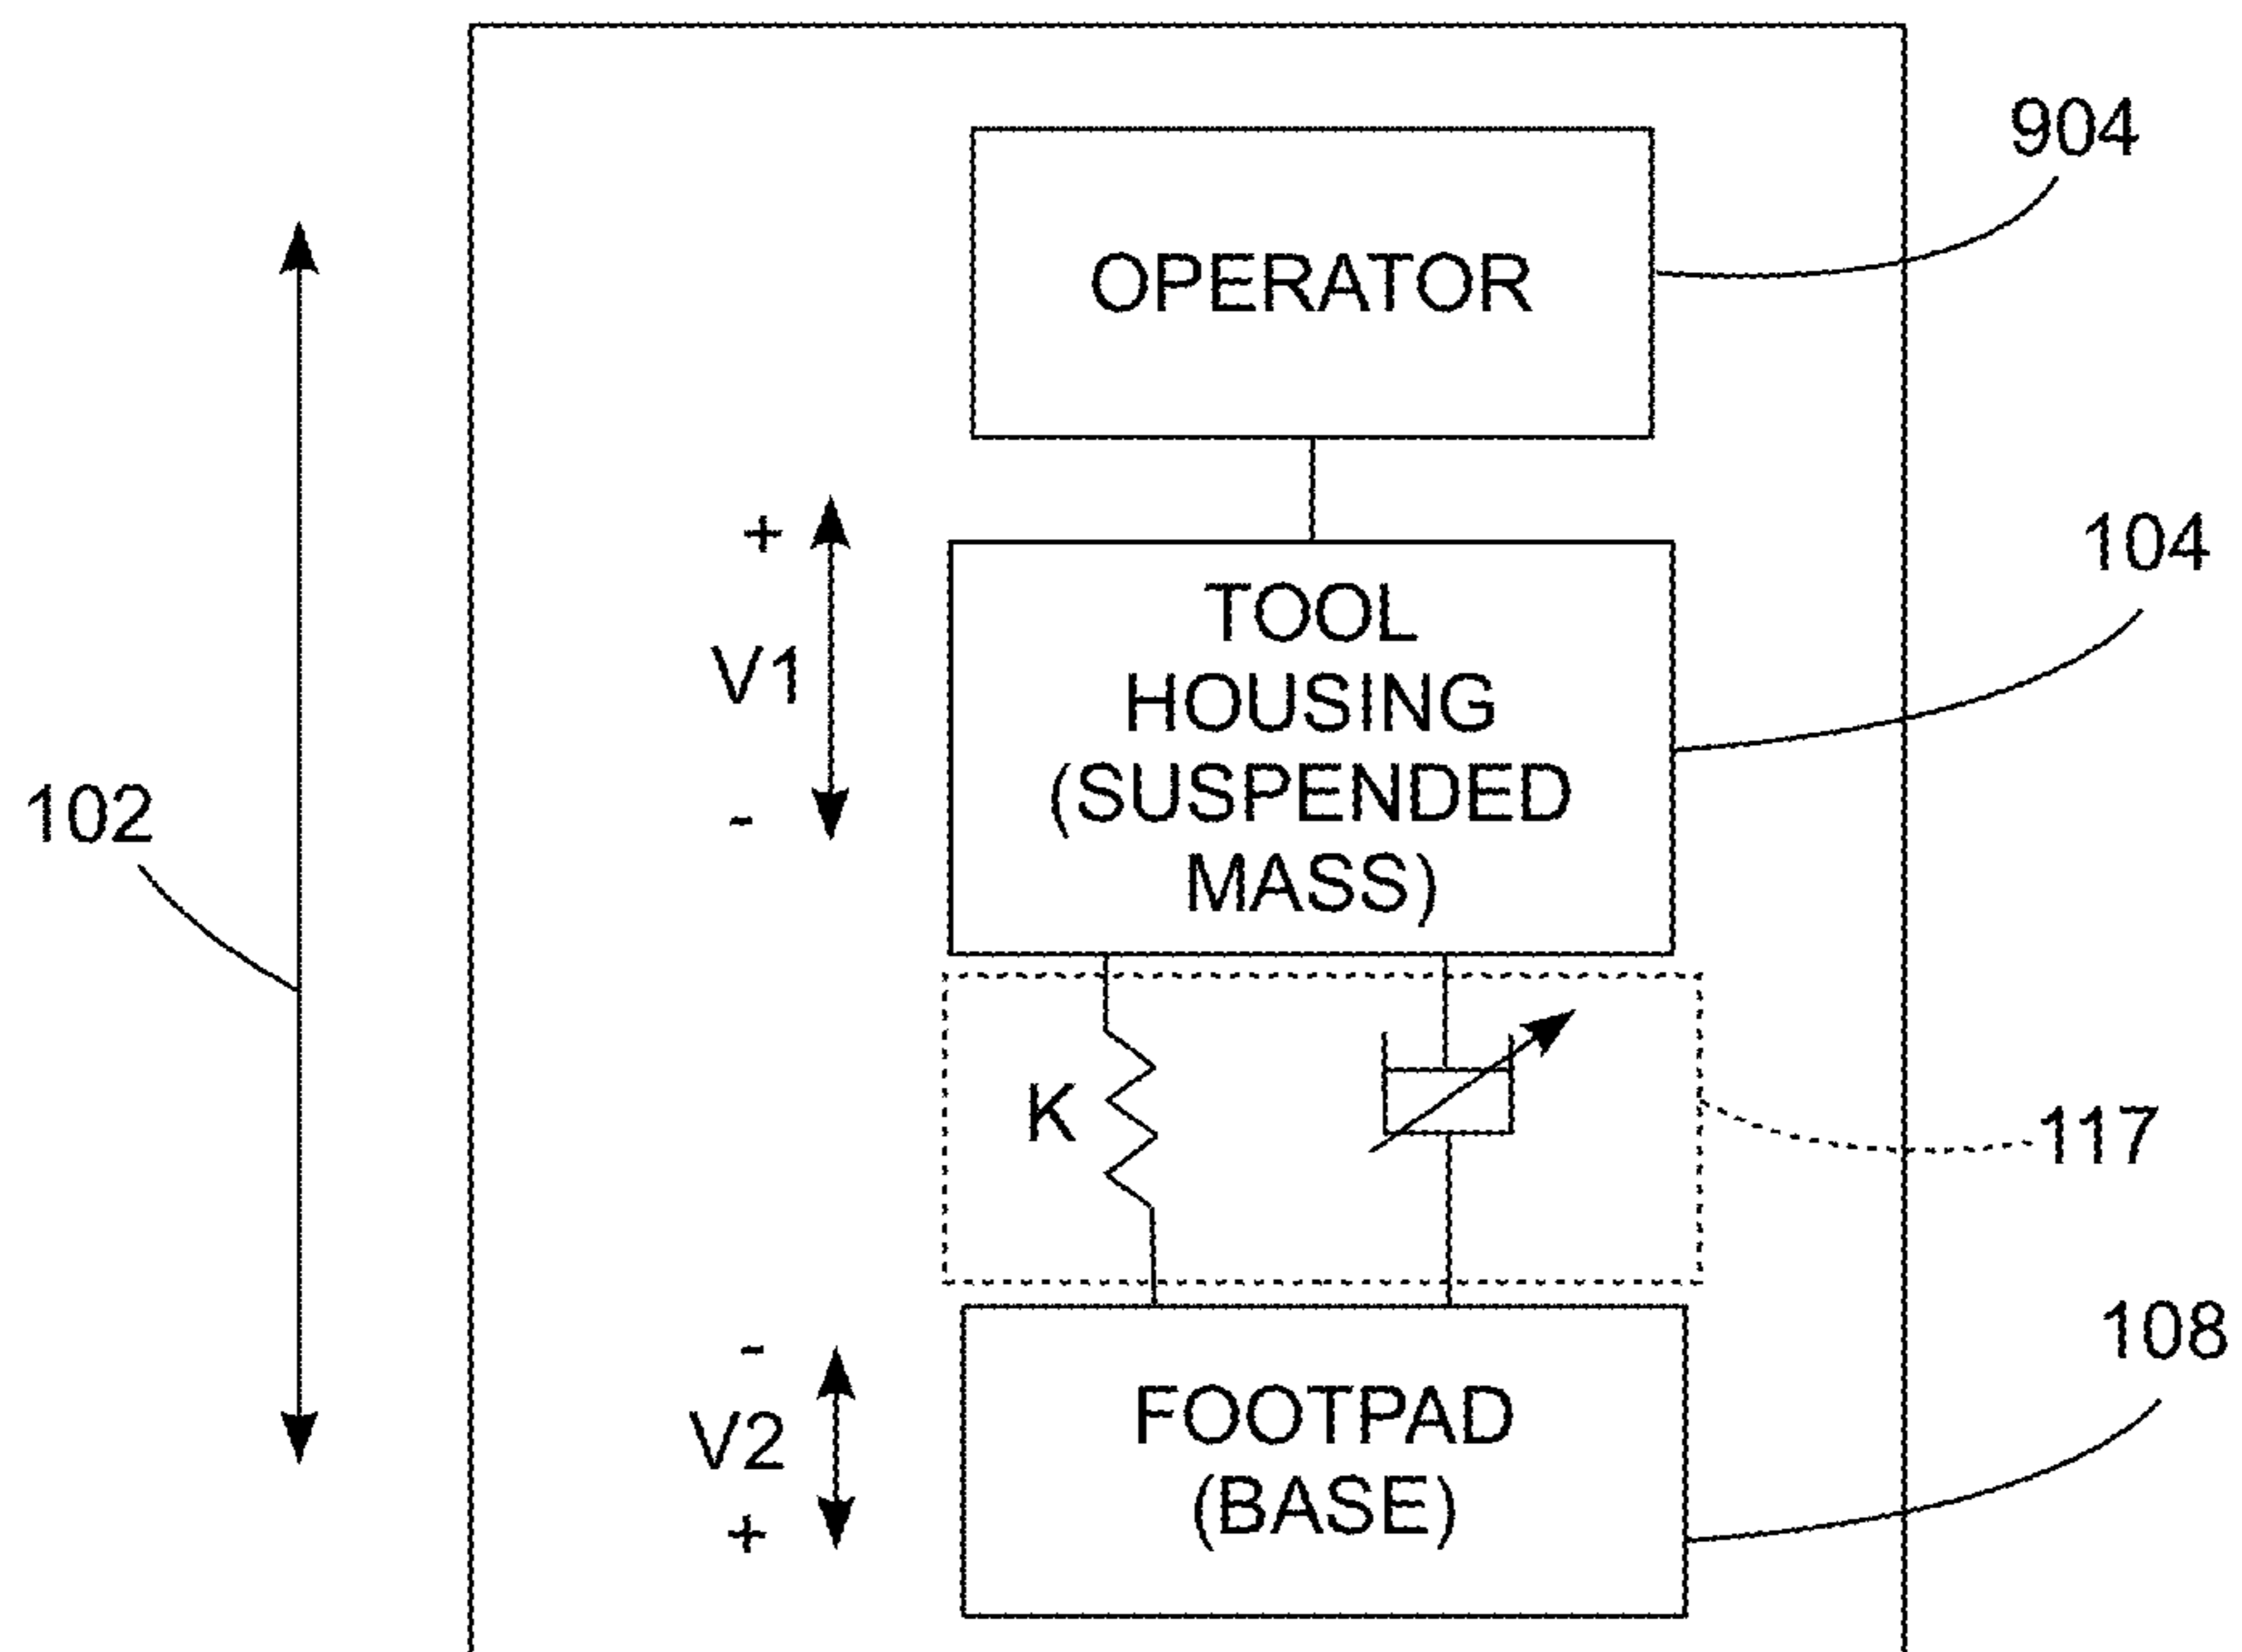 904
OPERATOR
104
+
TOOL
V1
HOUSING
(SUSPENDED
102
-
MASS)
K
117
108
-
FOOTPAD
V2
(BASE)
+